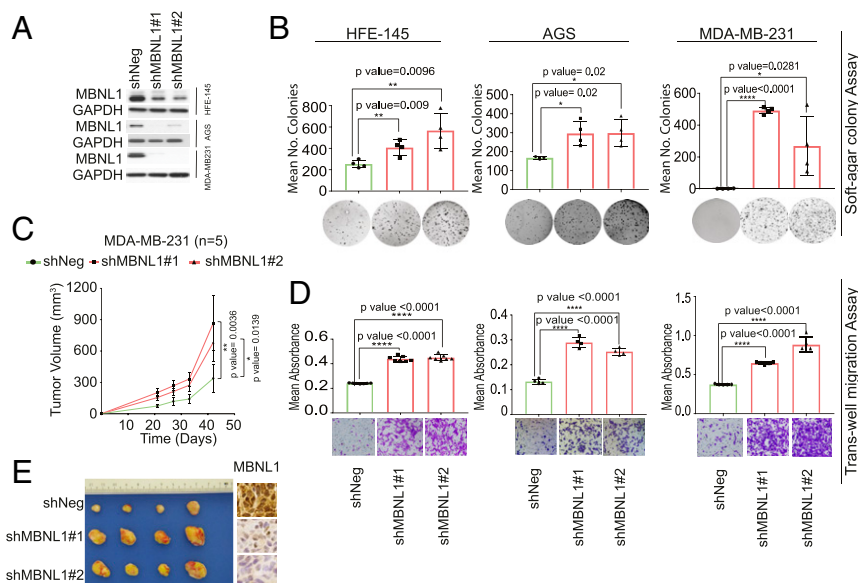 A
shNeg
shMBNL1#1
shMBNL1#2
MBNL1
GAPDH
HFE-145
MBNL1
GAPDH
AGS
MBNL1
GAPDH
MDA-MB231
B
HFE-145
AGS
MDA-MB-231
Mean No. Colonies
800
600
400
200
0
p value=0.0096
**
p value=0.009
**
Mean No. Colonies
500
400
300
200
100
0
p value=0.02
*
p value= 0.02
*
Mean No. Colonies
600
400
200
0
p value=0.0281
*
p value<0.0001
****
Soft-agar colony Assay
C
MDA-MB-231 (n=5)
shNeg shMBNL1#1 shMBNL1#2
Tumor Volume (mm³)
1200
900
600
300
0
0 10 20 30 40 50
Time (Days)
**
p value= 0.0036
*
p value= 0.0139
D
Mean Absorbance
0.6
0.4
0.2
0.0
p value <0.0001
****
p value <0.0001
****
Mean Absorbance
0.4
0.3
0.2
0.1
0.0
p value <0.0001
****
p value <0.0001
****
Mean Absorbance
1.5
1.0
0.5
0.0
p value<0.0001
****
p value<0.0001
****
shNeg
shMBNL1#1
shMBNL1#2
shNeg
shMBNL1#1
shMBNL1#2
shNeg
shMBNL1#1
shMBNL1#2
Trans-well migration Assay
E
MBNL1
shNeg
shMBNL1#1
shMBNL1#2